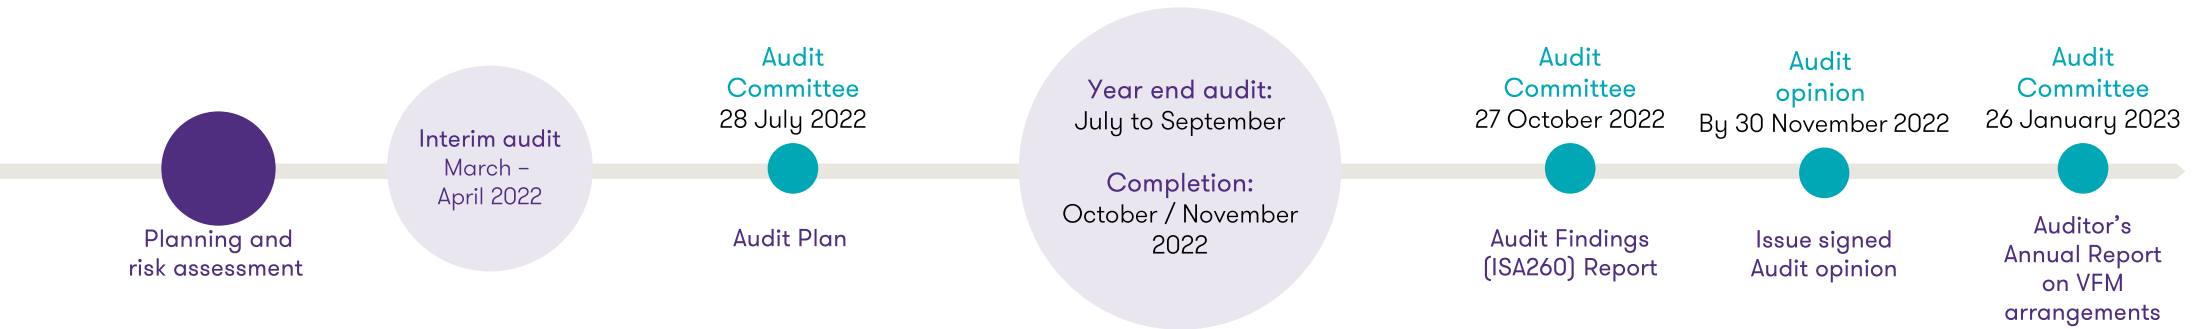 Planning and
risk assessment
Interim audit
March –
April 2022
Audit
Committee
28 July 2022
Audit Plan
Year end audit:
July to September
Completion:
October / November
2022
Audit
Committee
27 October 2022
Audit Findings
(ISA260) Report
Audit
opinion
By 30 November 2022
Issue signed
Audit opinion
Audit
Committee
26 January 2023
Auditor’s
Annual Report
on VFM
arrangements